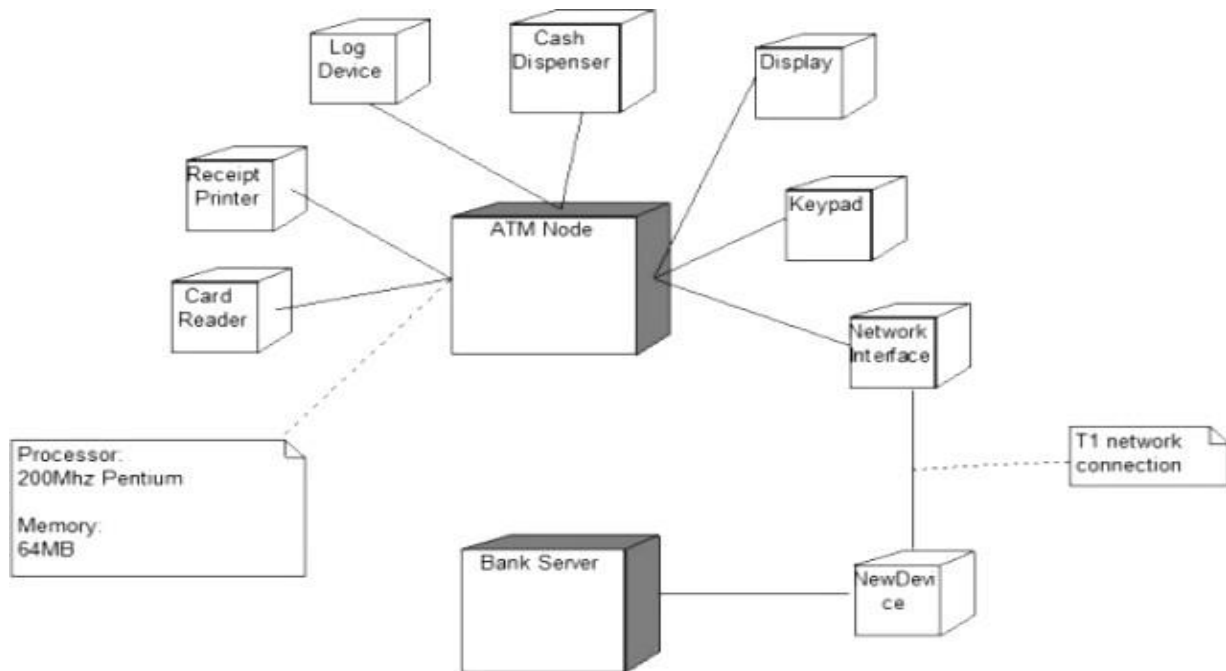 Log
Device
Cash
Dispenser
Display
Receipt
Printer
ATM Node
Keypad
Card
Reader
Network
Interface
Processor:
200Mhz Pentium
Memory:
64MB
T1 network
connection
Bank Server
NewDevi
ce